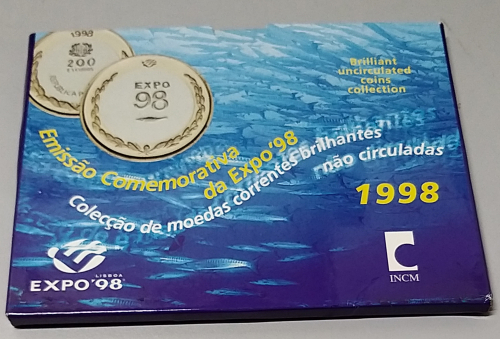 1998
200
EXPO
98
Brilliant
uncirculated
coins
collection
Emissão Comemorativa
da Expo'98
Colecção de moedas correntes brilhantes
não circuladas
1998
LISBOA
EXPO'98
INCM